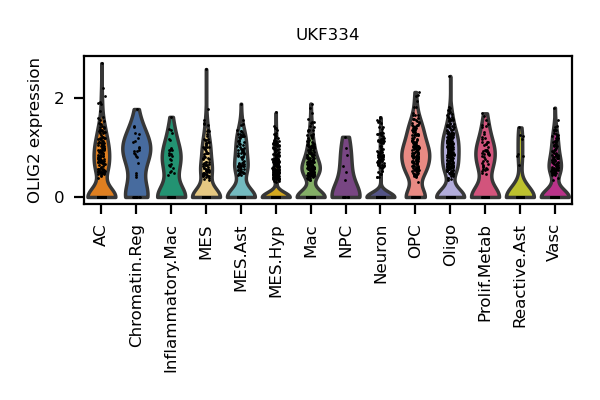 UKF334
OLIG2 expression
2
0
AC
Chromatin.Reg
Inflammatory.Mac
MES
MES.Ast
MES.Hyp
Mac
NPC
Neuron
OPC
Oligo
Prolif.Metab
Reactive.Ast
Vasc